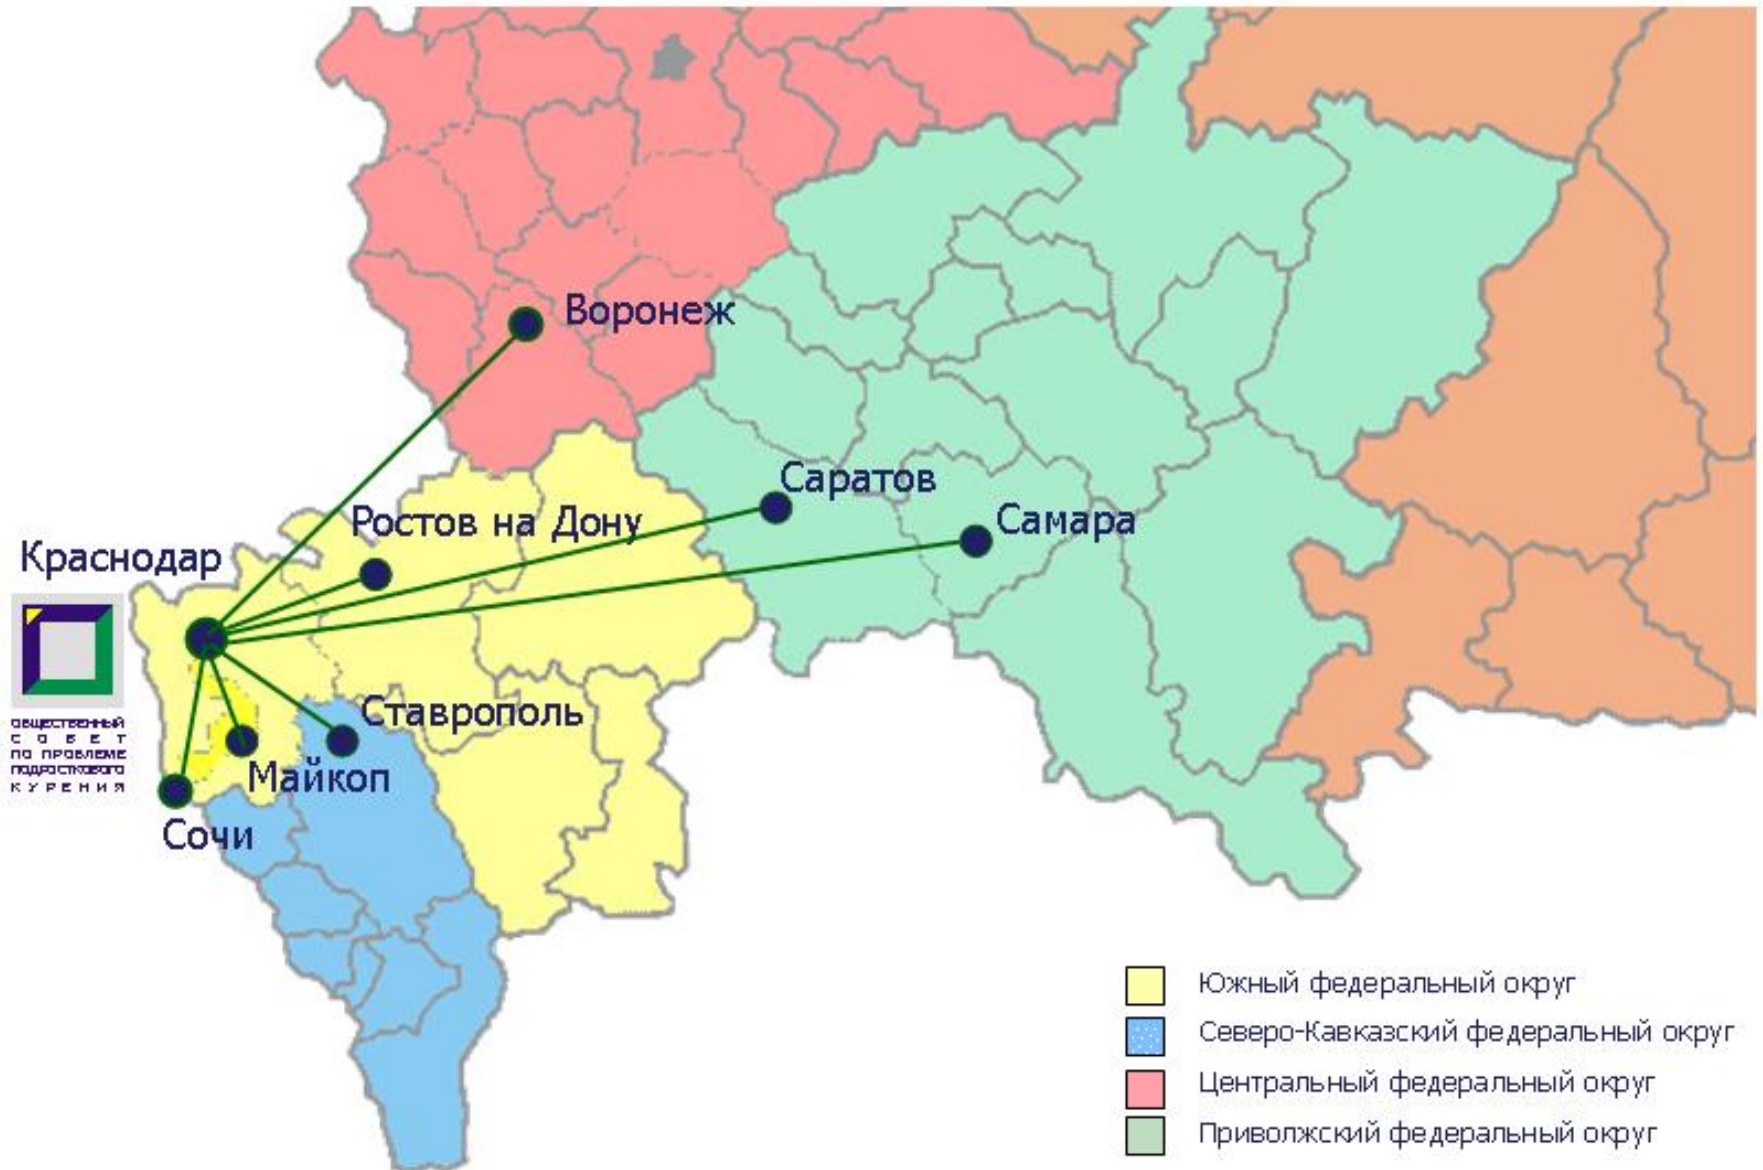 Воронеж
Саратов
Ростов на Дону
Самара
Краснодар
ОБЩЕСТВЕННЫЙ
СОВЕТ
ПО ПРОБЛЕМЕ
ПОДРОСТКОВОГО
КУРЕНИЯ
Ставрополь
Майкоп
Сочи
Южный федеральный округ
Северо-Кавказский федеральный округ
Центральный федеральный округ
Приволжский федеральный округ